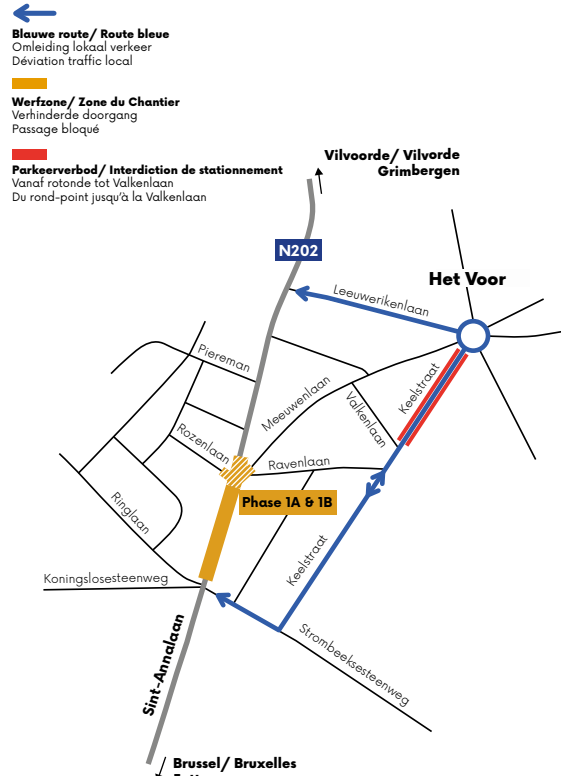 Blauwe route/ Route bleue
Omleiding lokaal verkeer
Déviation traffic local
Werfzone/ Zone du Chantier
Verhinderde doorgang
Passage bloqué
Parkeerverbod/ Interdiction de stationnement
Vanaf rotonde tot Valkenlaan
Du rond-point jusqu'à la Valkenlaan
Vilvoorde/ Vilvorde
Grimbergen
N202
Het Voor
Leeuwerikenlaan
Piereman
Meeuwenlaan
Valkenlaan
Keelstraat
Rozenlaan
Ravenlaan
Phase 1A & 1B
Ringlaan
Keelstraat
Koningslosesteenweg
Strombeeksesteenweg
Sint-Annalaan
Brussel/ Bruxelles